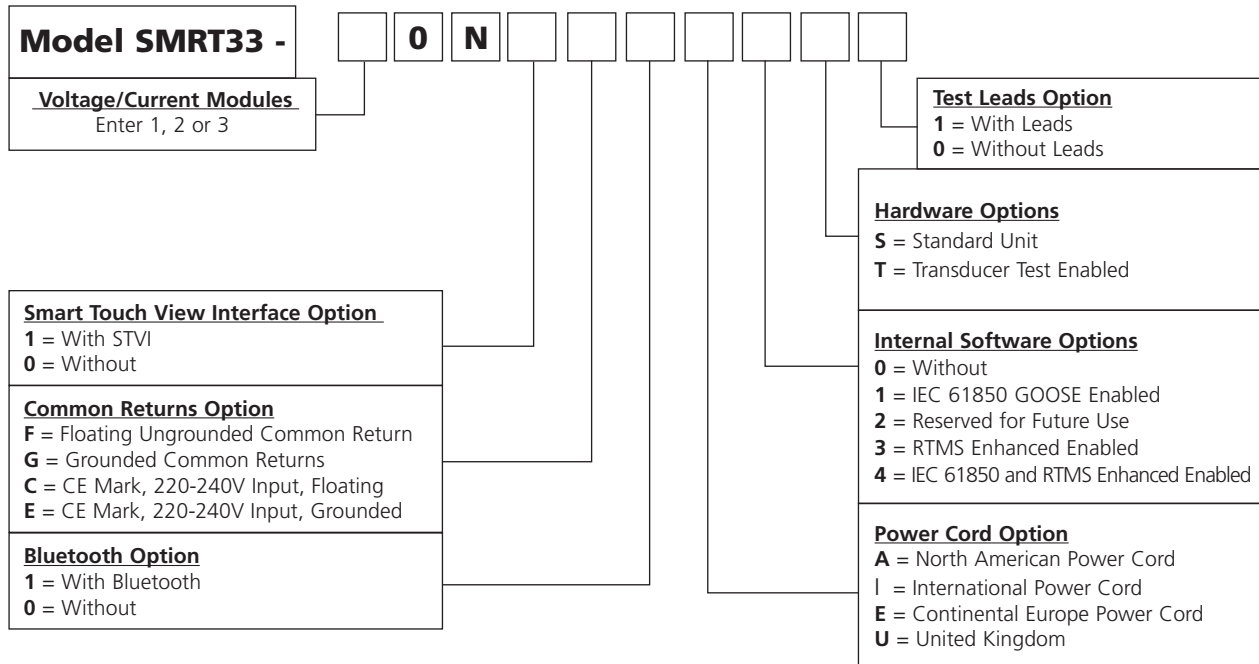 Model SMRT33 - 0 N
Voltage/Current Modules
Enter 1, 2 or 3
Smart Touch View Interface Option
1 = With STVI
0 = Without
Common Returns Option
F = Floating Ungrounded Common Return
G = Grounded Common Returns
C = CE Mark, 220-240V Input, Floating
E = CE Mark, 220-240V Input, Grounded
Bluetooth Option
1 = With Bluetooth
0 = Without
Test Leads Option
1 = With Leads
0 = Without Leads
Hardware Options
S = Standard Unit
T = Transducer Test Enabled
Internal Software Options
0 = Without
1 = IEC 61850 GOOSE Enabled
2 = Reserved for Future Use
3 = RTMS Enhanced Enabled
4 = IEC 61850 and RTMS Enhanced Enabled
Power Cord Option
A = North American Power Cord
I = International Power Cord
E = Continental Europe Power Cord
U = United Kingdom